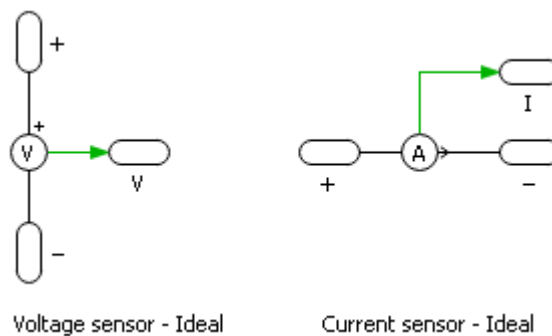 +
+
V
V
-
Voltage sensor - Ideal
I
A
+
-
Current sensor - Ideal